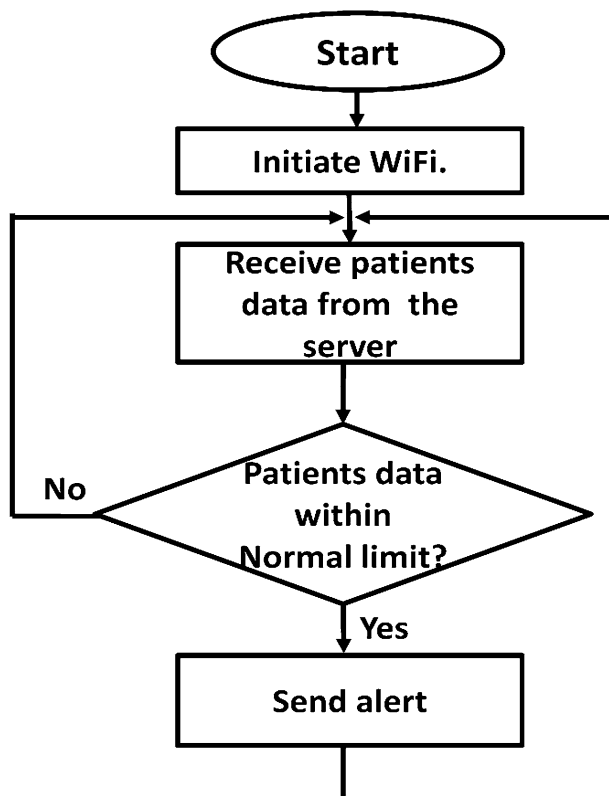 Start
Initiate WiFi.
Receive patients
data from the
server
Patients data
within
Normal limit?
No
Yes
Send alert